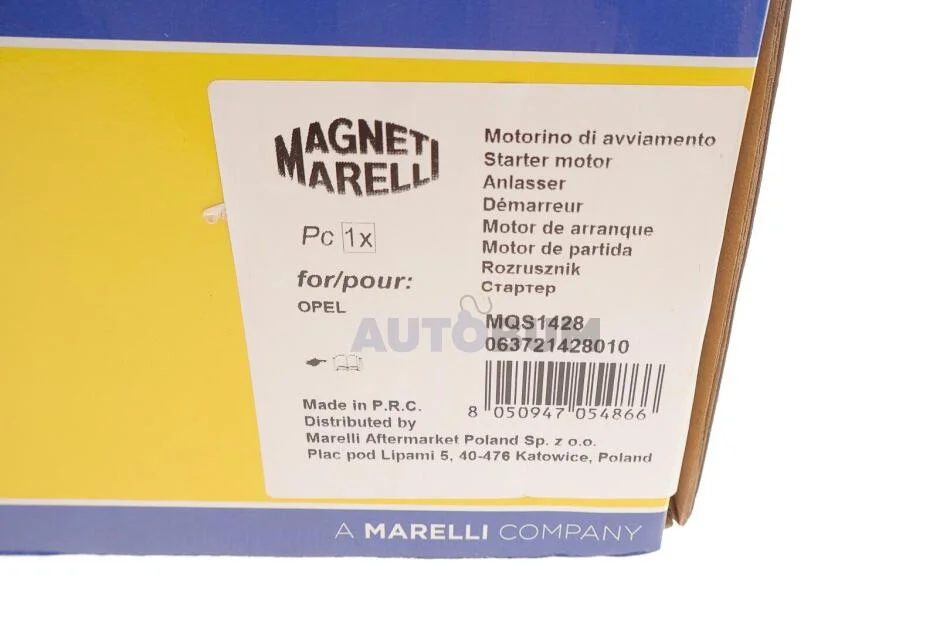 MAGNETI
MARELLI
Pc 1x
for/pour:
OPEL
Motorino di avviamento
Starter motor
Anlasser
Démarreur
Motor de arranque
Motor de partida
Rozrusznik
Стартер
MQS1428
063721428010
AUTOBUM
8 050947 054866
Made in P.R.C.
Distributed by
Marelli Aftermarket Poland Sp. z o.o.
Plac pod Lipami 5, 40-476 Katowice, Poland
A MARELLI COMPANY